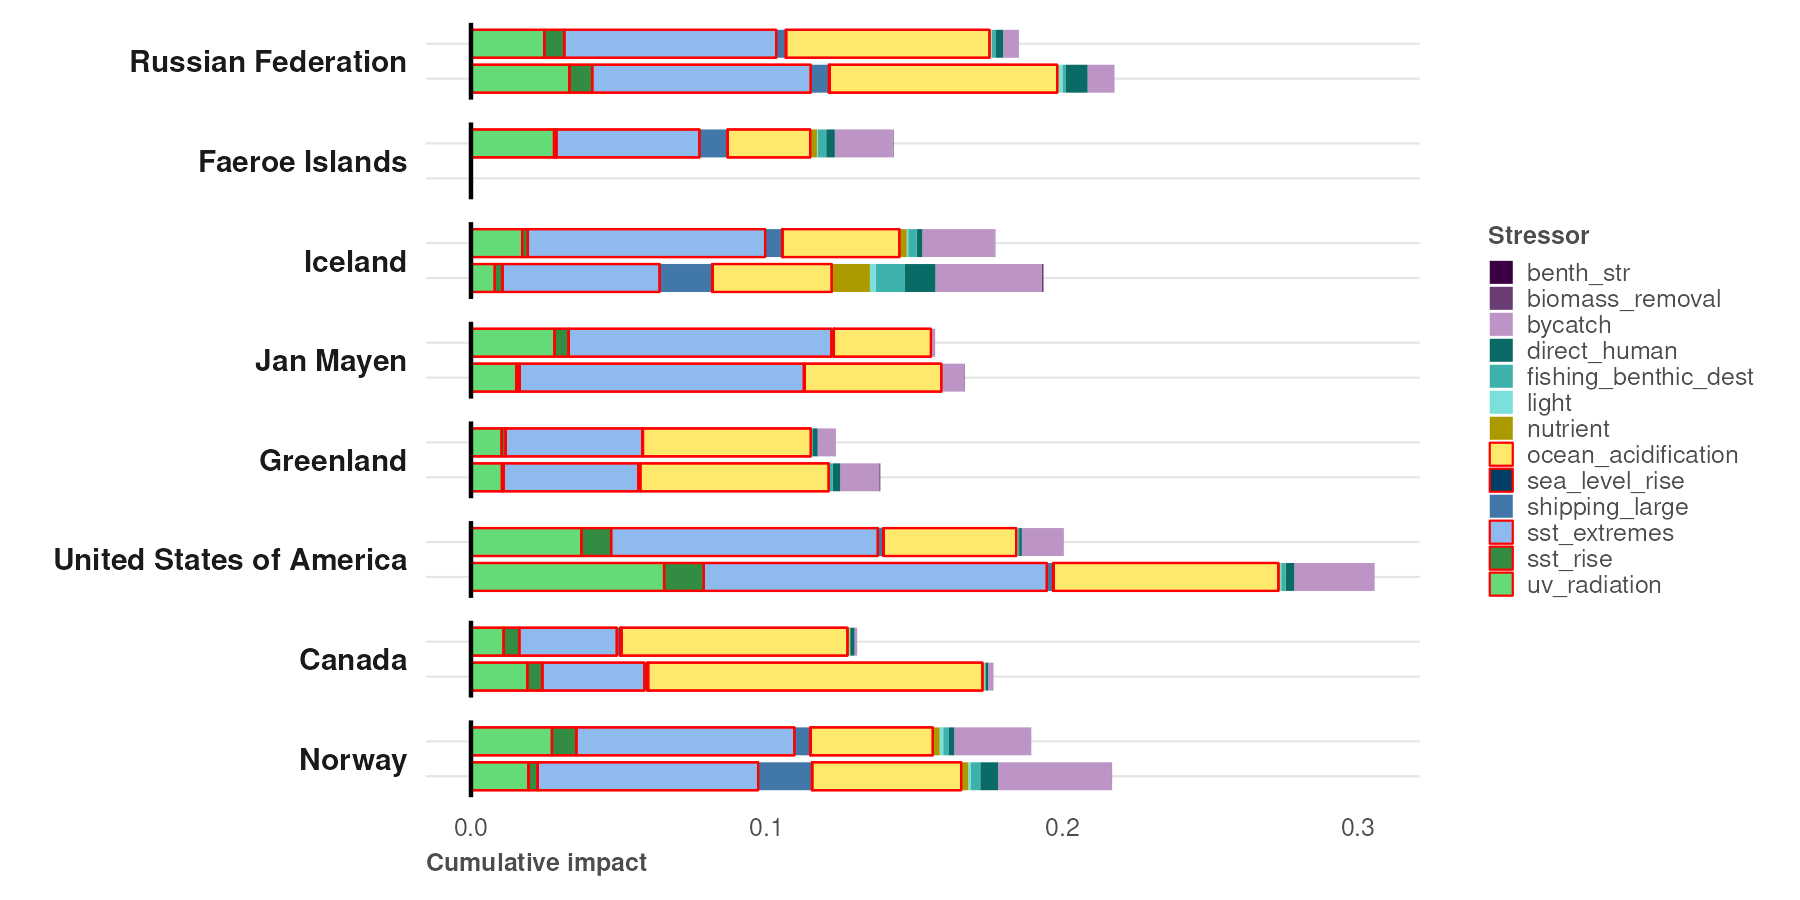 Russian Federation
Faeroe Islands
Iceland
Jan Mayen
Greenland
United States of America
Canada
Norway
0.0 0.1 0.2 0.3
Cumulative impact
Stressor
benth_str
biomass_removal
bycatch
direct_human
fishing_benthic_dest
light
nutrient
ocean_acidification
sea_level_rise
shipping_large
sst_extremes
sst_rise
uv_radiation